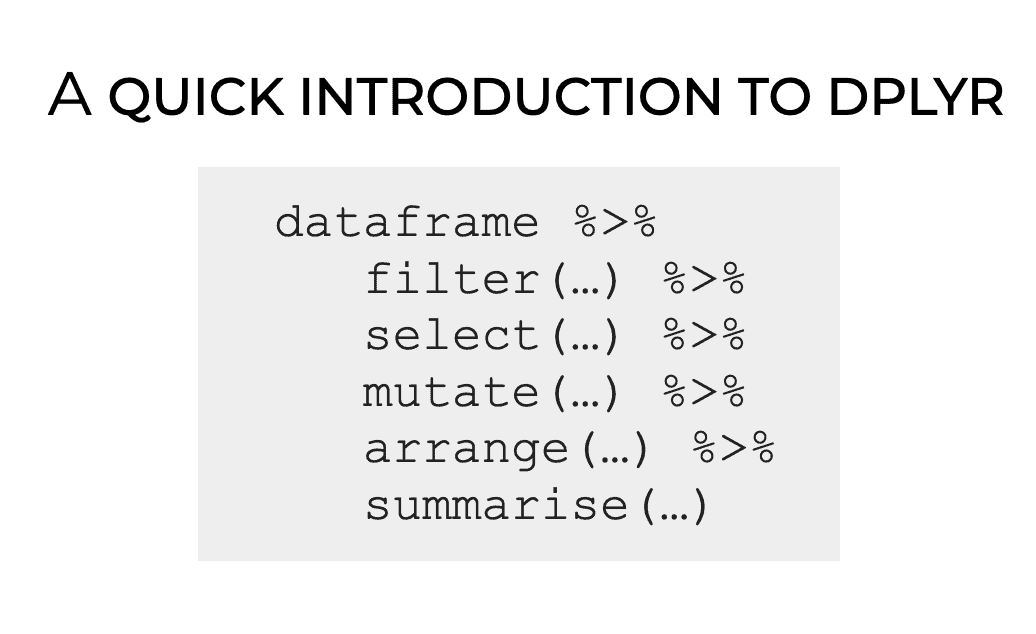 A QUICK INTRODUCTION TO DPLYR
dataframe %>%
filter(…) %>%
select(…) %>%
mutate(…) %>%
arrange(…) %>%
summarise(…)